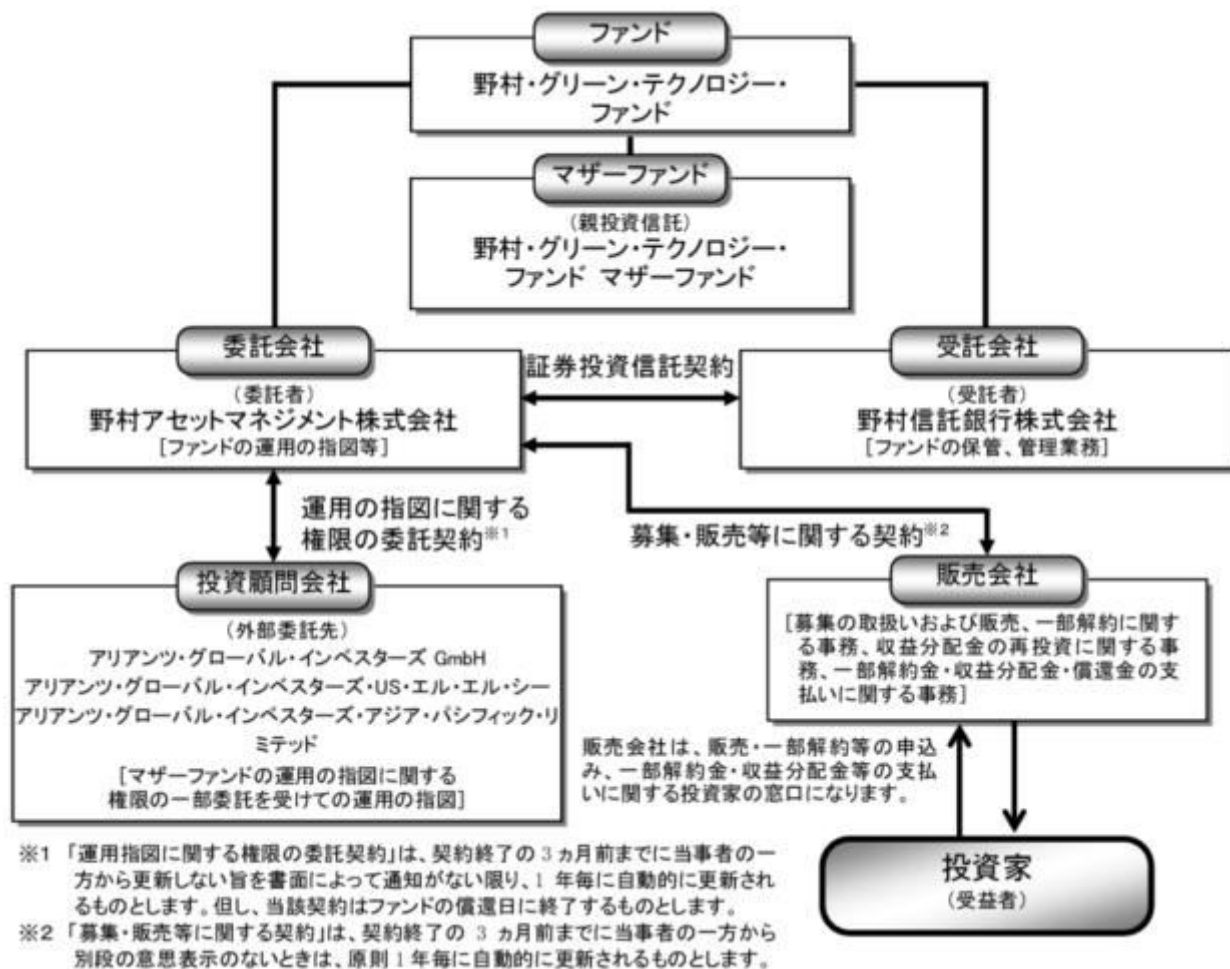 ファンド
野村・グリーン・テクノロジー・
ファンド
マザーファンド
(親投資信託)
野村・グリーン・テクノロジー・
ファンド マザーファンド
委託会社
(委託者)
野村アセットマネジメント株式会社
[ファンドの運用の指図等]
証券投資信託契約
受託会社
(受託者)
野村信託銀行株式会社
[ファンドの保管、管理業務]
運用の指図に関する
権限の委託契約※1
募集・販売等に関する契約※2
投資顧問会社
(外部委託先)
アリアンツ・グローバル・インベスターズ GmbH
アリアンツ・グローバル・インベスターズ・US・エル・エル・シー
アリアンツ・グローバル・インベスターズ・アジア・パシフィック・リ
ミテッド
[マザーファンドの運用の指図に関する
権限の一部委託を受けての運用の指図]
販売会社
[募集の取扱いおよび販売、一部解約に関す
る事務、収益分配金の再投資に関する事
務、一部解約金・収益分配金・償還金の支
払いに関する事務]
販売会社は、販売・一部解約等の申込
み、一部解約金・収益分配金等の支払
いに関する投資家の窓口になります。
投資家
(受益者)
※1 「運用指図に関する権限の委託契約」は、契約終了の 3 ヵ月前までに当事者の一
方から更新しない旨を書面によって通知がない限り、1 年毎に自動的に更新され
るものとします。但し、当該契約はファンドの償還日に終了するものとします。
※2 「募集・販売等に関する契約」は、契約終了の 3 ヵ月前までに当事者の一方から
別段の意思表示のないときは、原則 1 年毎に自動的に更新されるものとします。